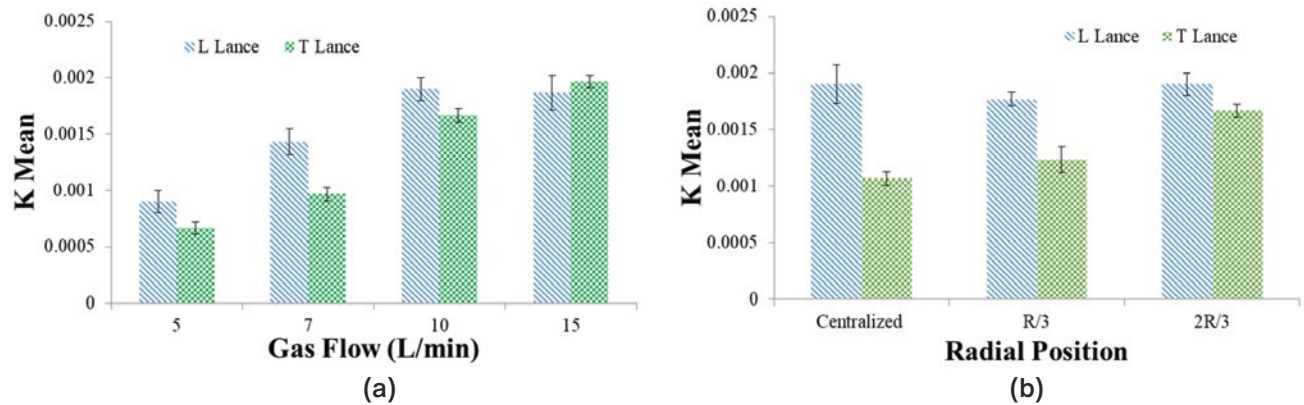 0.0025
0.002
0.0015
0.001
0.0005
0
K Mean
L Lance T Lance
5 7 10 15
Gas Flow (L/min)
(a)
0.0025
0.002
0.0015
0.001
0.0005
0
K Mean
L Lance T Lance
Centralized R/3 2R/3
Radial Position
(b)